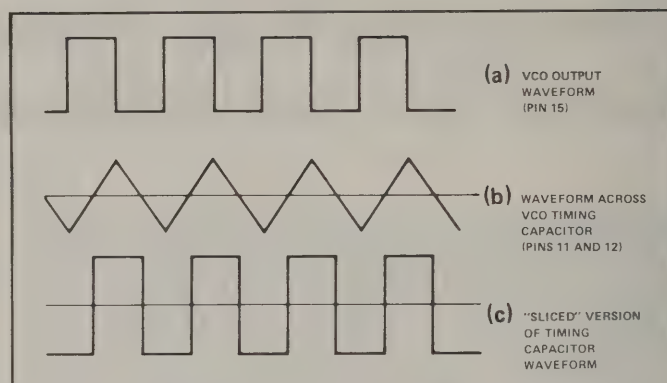 (a) VCO OUTPUT
WAVEFORM
(PIN 15)
(b) WAVEFORM ACROSS
VCO TIMING
CAPACITOR
(PINS 11 AND 12)
(c) "SLICED" VERSION
OF TIMING
CAPACITOR
WAVEFORM